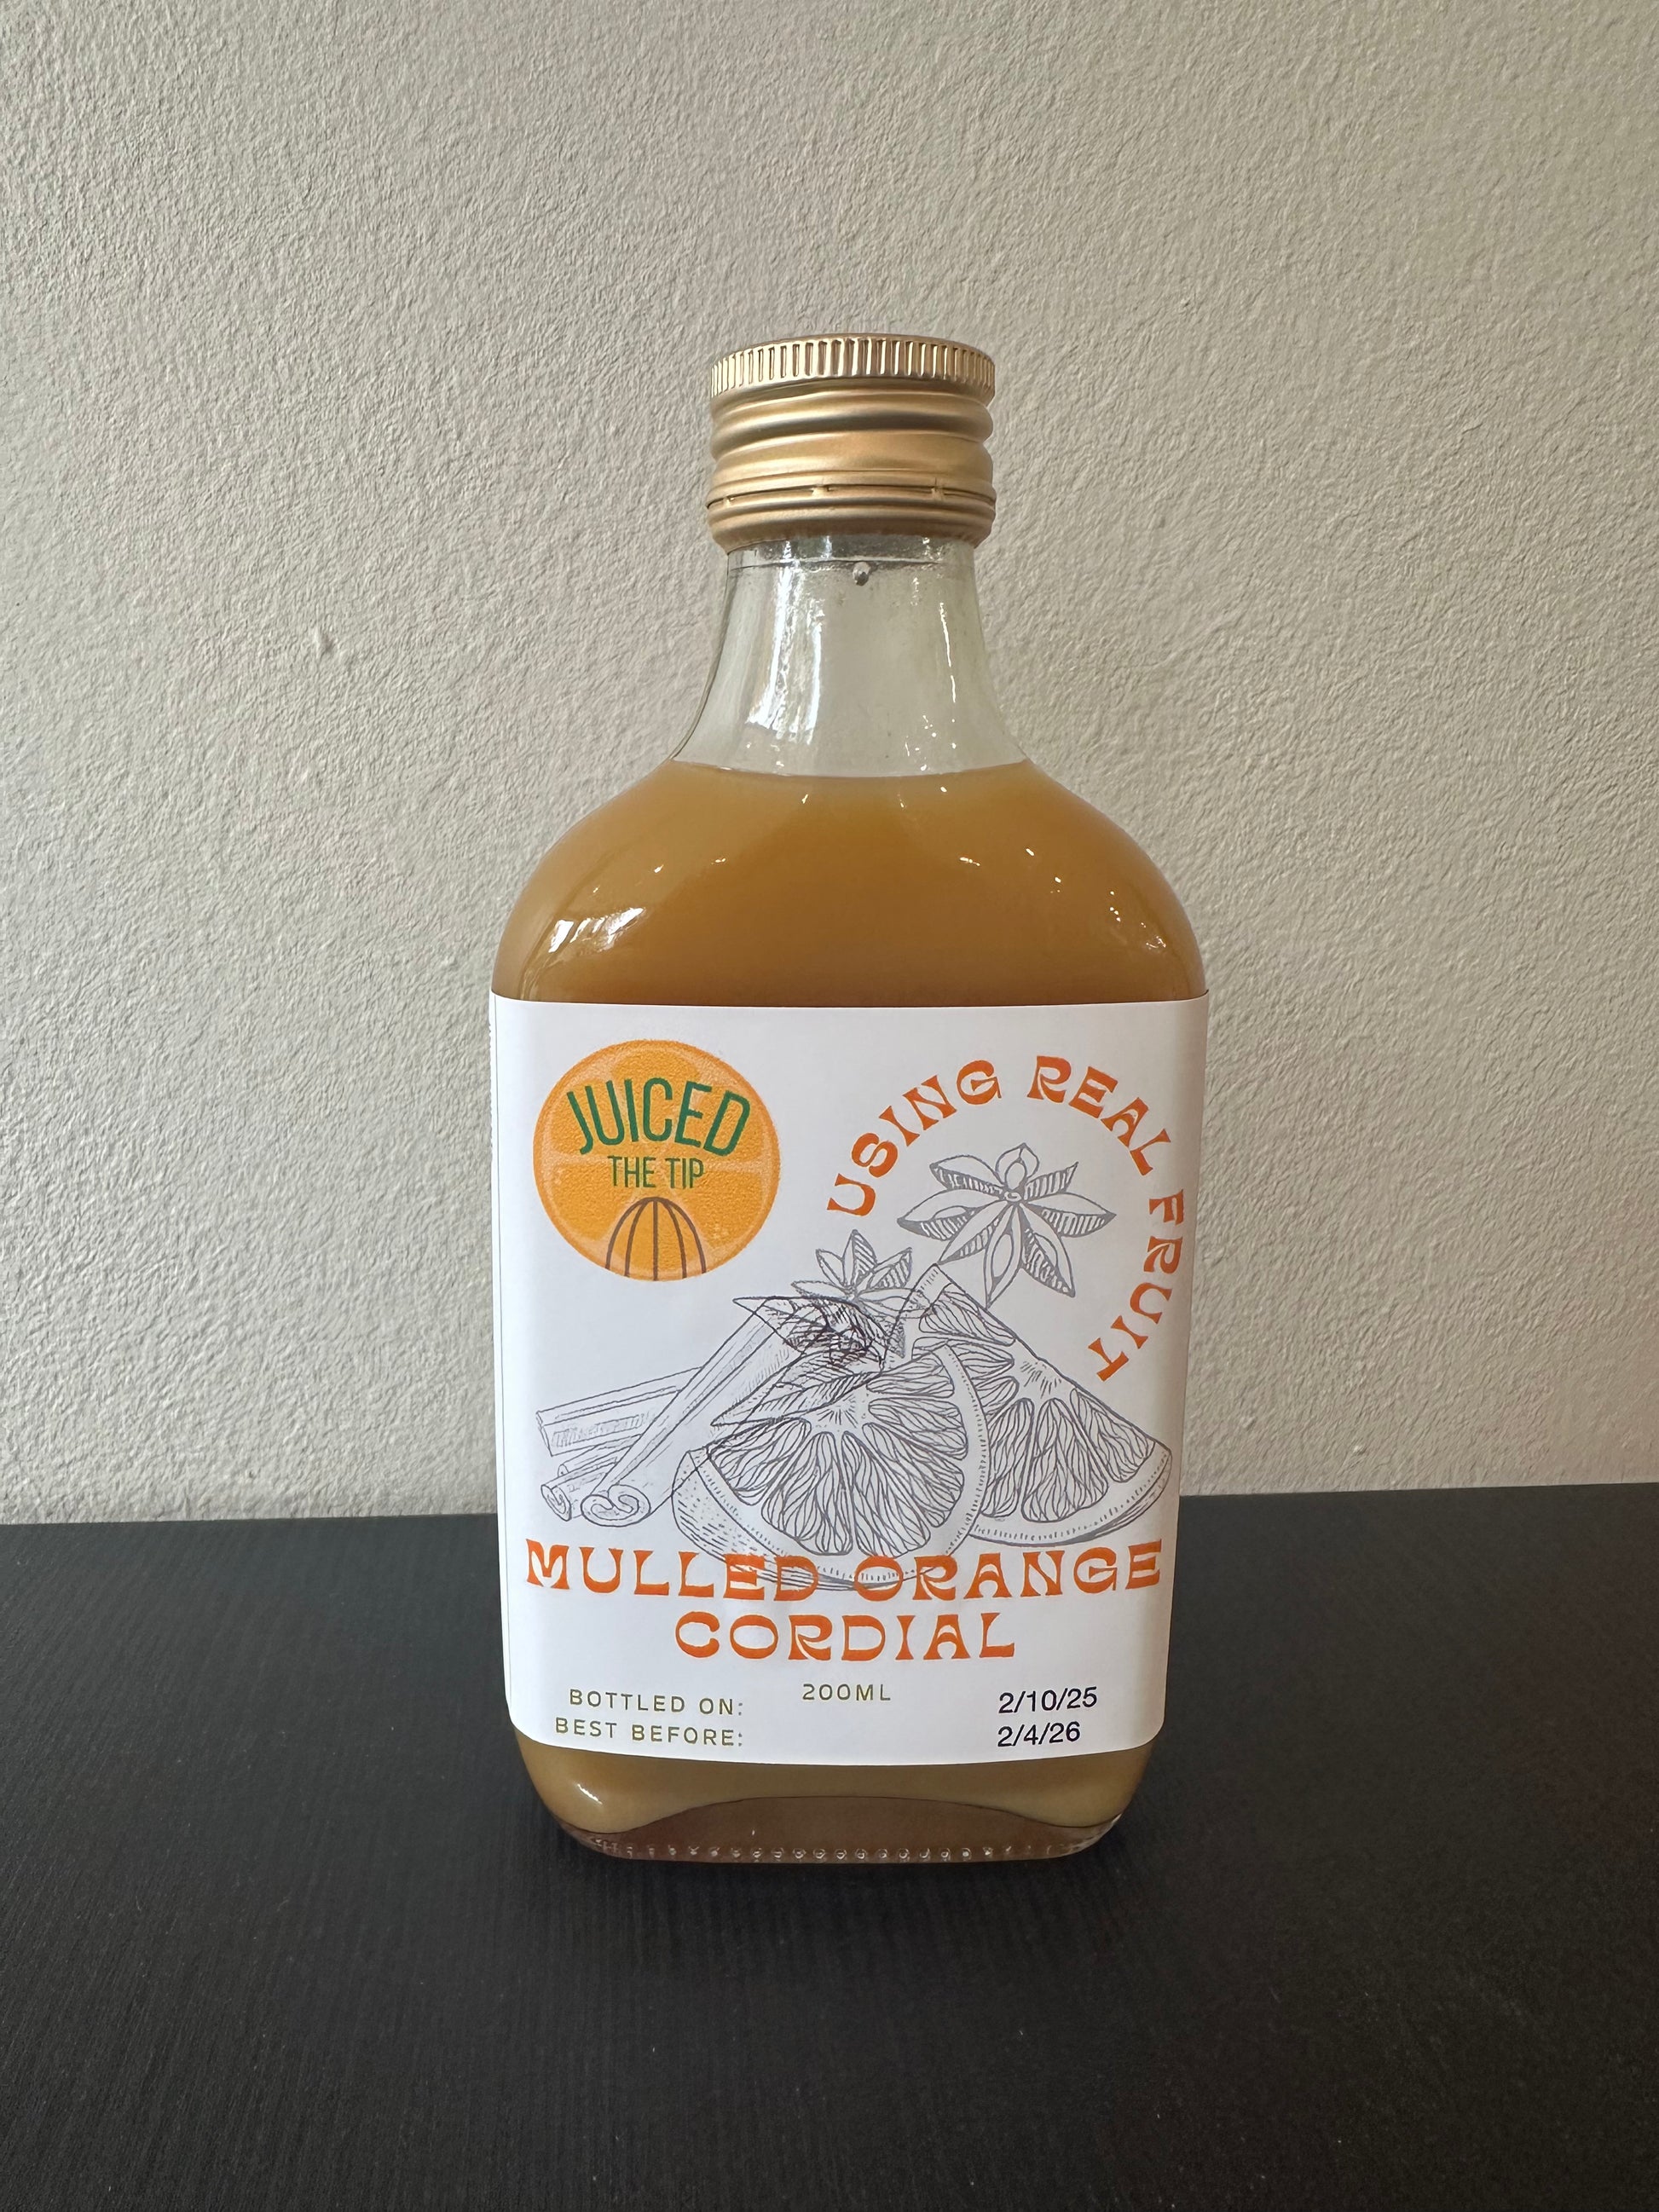 JUICED
THE TIP
USING REAL FRUIT
MULLED ORANGE
CORDIAL
200ML
BOTTLED ON: 2/10/25
BEST BEFORE: 2/4/26